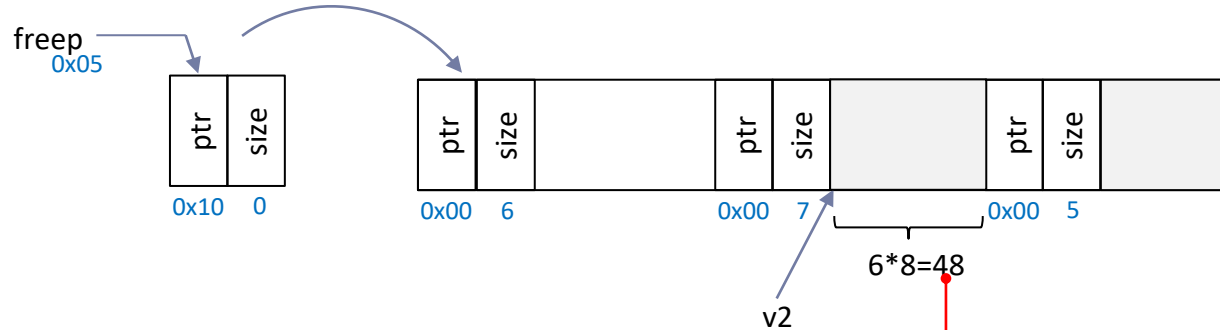 freep
0x05
ptr size
ptr size
ptr size
ptr size
0x10 0
0x00 6
0x00 7
0x00 5
6*8=48
v2